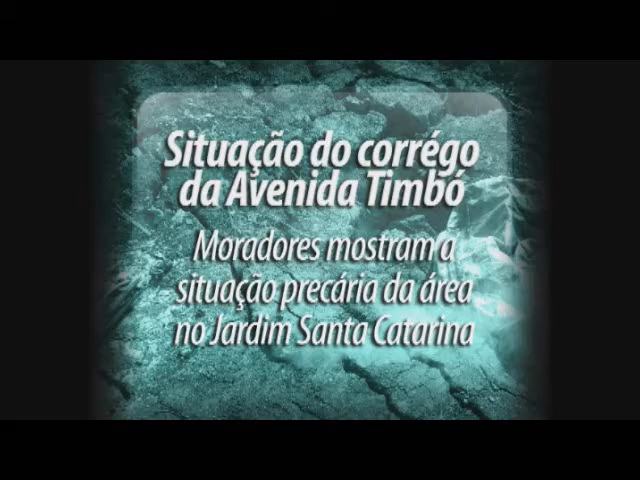 Situação do corrégo
da Avenida Timbó
Moradores mostram a
situação precária da área
no Jardim Santa Catarina